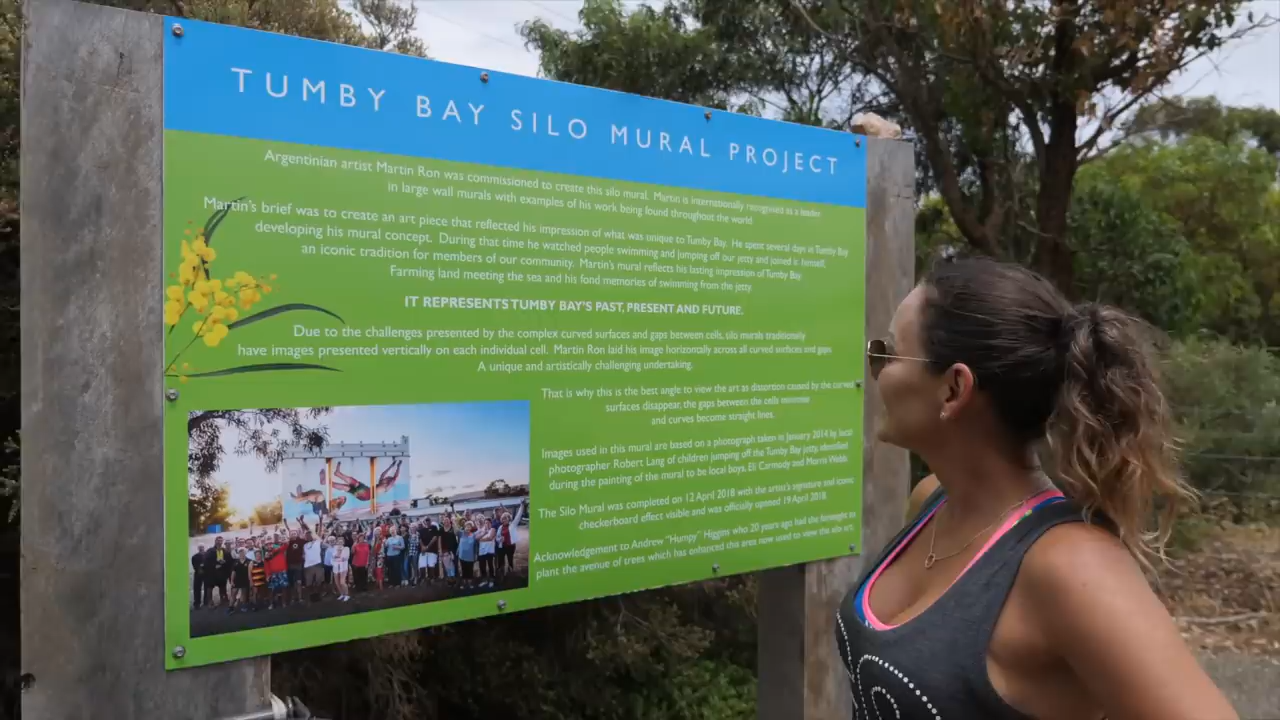 TUMBY BAY SILO MURAL PROJECT
Argentinian artist Martin Ron was commissioned to create this silo mural. Martin is internationally recognised as a leader
in large wall murals with examples of his work being found throughout the world.
Martin's brief was to create an art piece that reflected his impression of what was unique to Tumby Bay. He spent several days in Tumby Bay
developing his mural concept. During that time he watched people swimming and jumping off our jetty and joined in himself,
an iconic tradition for members of our community. Martin's mural reflects his lasting impression of Tumby Bay.
Farming land meeting the sea and his fond memories of swimming from the jetty.
IT REPRESENTS TUMBY BAY'S PAST, PRESENT AND FUTURE.
Due to the challenges presented by the complex curved surfaces and gaps between cells, silo murals traditionally
have images presented vertically on each individual cell. Martin Ron laid his image horizontally across all curved surfaces and gaps.
A unique and artistically challenging undertaking.
That is why this is the best angle to view the art as distortion caused by the curved
surfaces disappear, the gaps between the cells minimise
and curves become straight lines.
Images used in this mural are based on a photograph taken in January 2014 by local
photographer Robert Lang of children jumping off the Tumby Bay jetty, identified
during the painting of the mural to be local boys, Eli Carmody and Morris Webb.
The Silo Mural was completed on 12 April 2018 with the artist's signature and iconic
checkerboard effect visible and was officially opened 19 April 2018.
Acknowledgement to Andrew "Humpy" Higgins who 20 years ago had the foresight to
plant the avenue of trees which has enhanced this area now used to view this silo art.